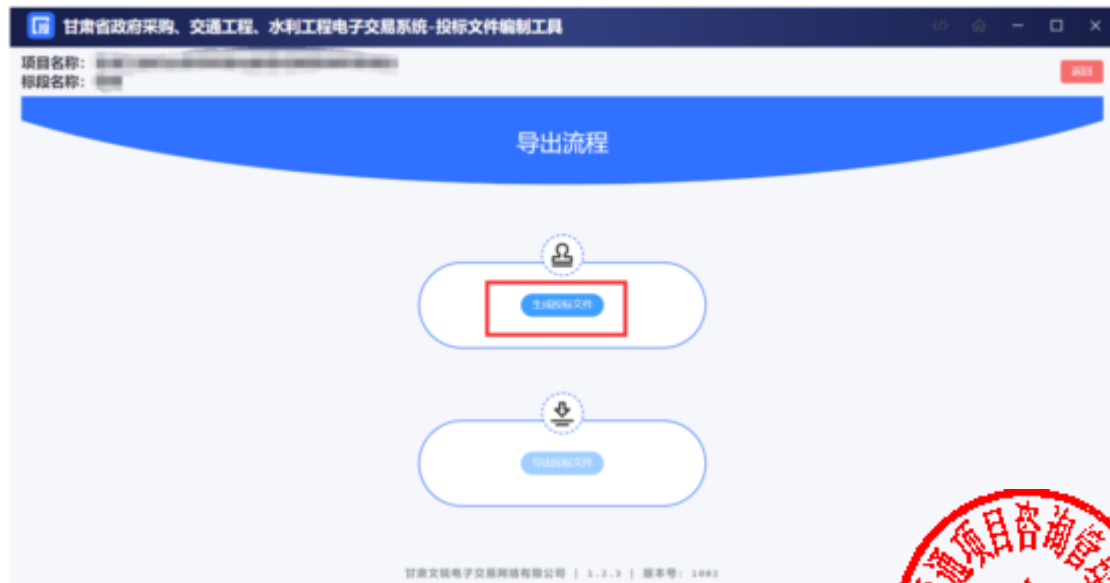 甘肃省政府采购、交通工程、水利工程电子交易系统-投标文件编制工具
项目名称：
标段名称：
返回
导出流程
生成投标文件
导出投标文件
甘肃文锐电子交易网络有限公司 | 1.2.3 | 版本号: 1002
通项目咨询管